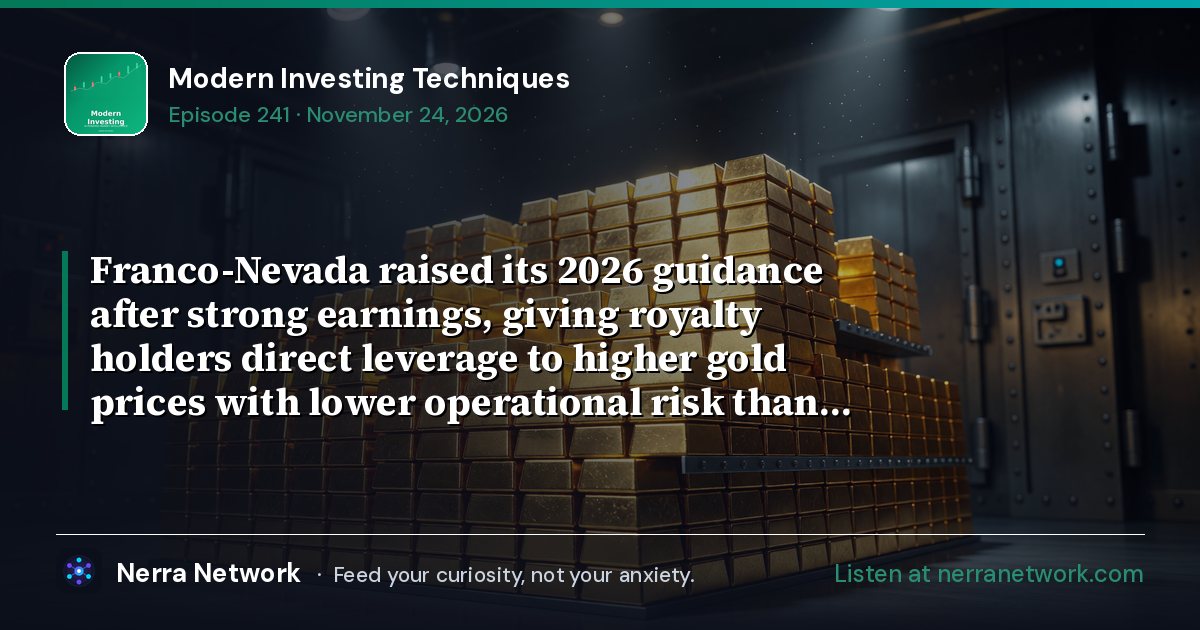 Modern Investing Techniques
Episode 241 · November 24, 2026
Modern
Investing
Franco-Nevada raised its 2026 guidance
after strong earnings, giving royalty
holders direct leverage to higher gold
prices with lower operational risk than...
Nerra Network · Feed your curiosity, not your anxiety.
Listen at nerranetwork.com